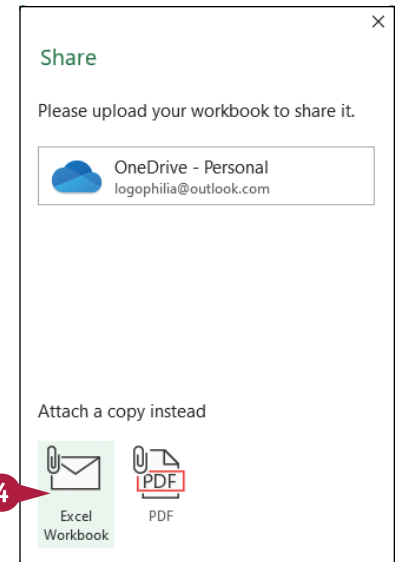 Share
Please upload your workbook to share it.
OneDrive - Personal
logophilia@outlook.com
Attach a copy instead
4
PDF
Excel
Workbook
PDF